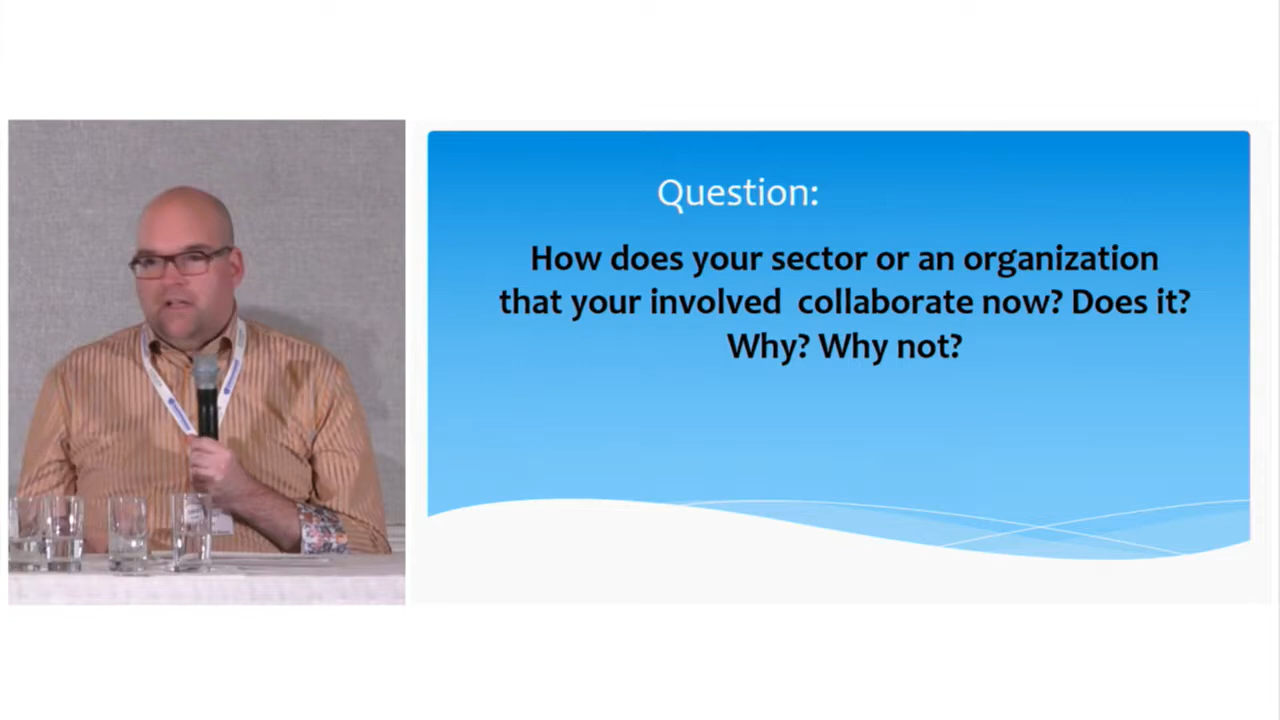 Question:
How does your sector or an organization
that your involved  collaborate now? Does it?
Why? Why not?